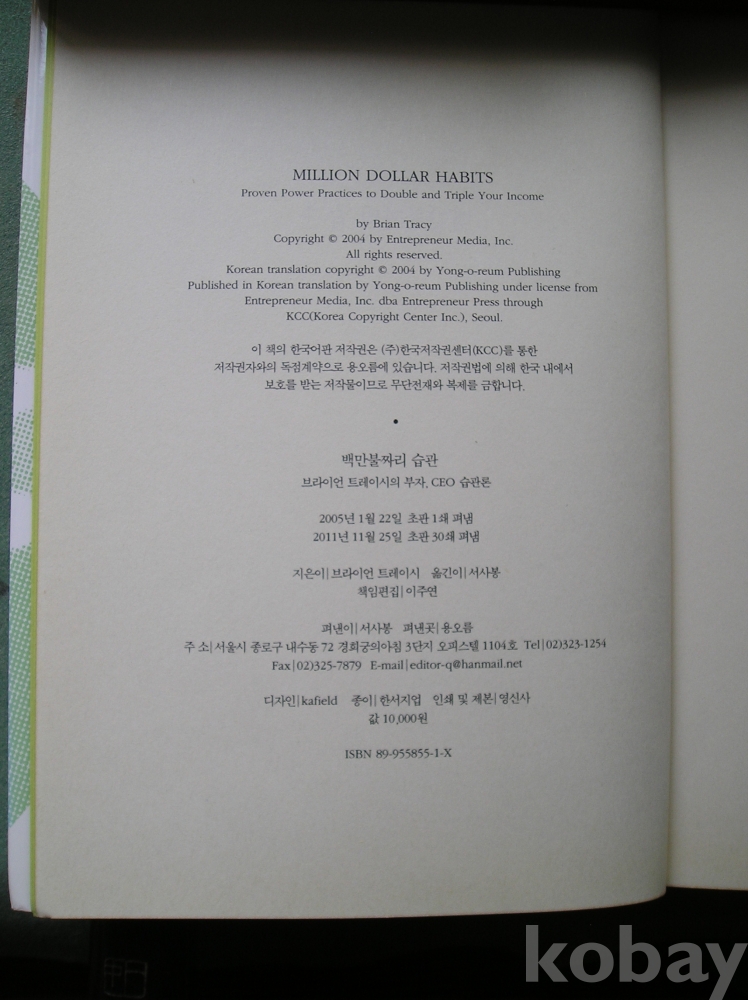 MILLION DOLLAR HABITS
Proven Power Practices to Double and Triple Your Income
by Brian Tracy
Copyright © 2004 by Entrepreneur Media, Inc.
All rights reserved.
Korean translation copyright © 2004 by Yong-o-reum Publishing
Published in Korean translation by Yong-o-reum Publishing under license from
Entrepreneur Media, Inc. dba Entrepreneur Press through
KCC(Korea Copyright Center Inc.), Seoul.
이 책의 한국어판 저작권은 (주)한국저작권센터(KCC)를 통한
저작권자와의 독점계약으로 용오름에 있습니다. 저작권법에 의해 한국 내에서
보호를 받는 저작물이므로 무단전재와 복제를 금합니다.
•
백만불짜리 습관
브라이언 트레이시의 부자, CEO 습관론
2005년 1월 22일 초판 1쇄 펴냄
2011년 11월 25일 초판 30쇄 펴냄
지은이|브라이언 트레이시 옮긴이|서사봉
책임편집|이주연
펴낸이|서사봉 펴낸곳|용오름
주 소|서울시 종로구 내수동 72 경희궁의아침 3단지 오피스텔 1104호 Tel|02)323-1254
Fax|02)325-7879 E-mail|editor-q@hanmail.net
디자인|kafield 종이|한서지업 인쇄 및 제본|영신사
값 10,000원
ISBN 89-955855-1-X
kobay